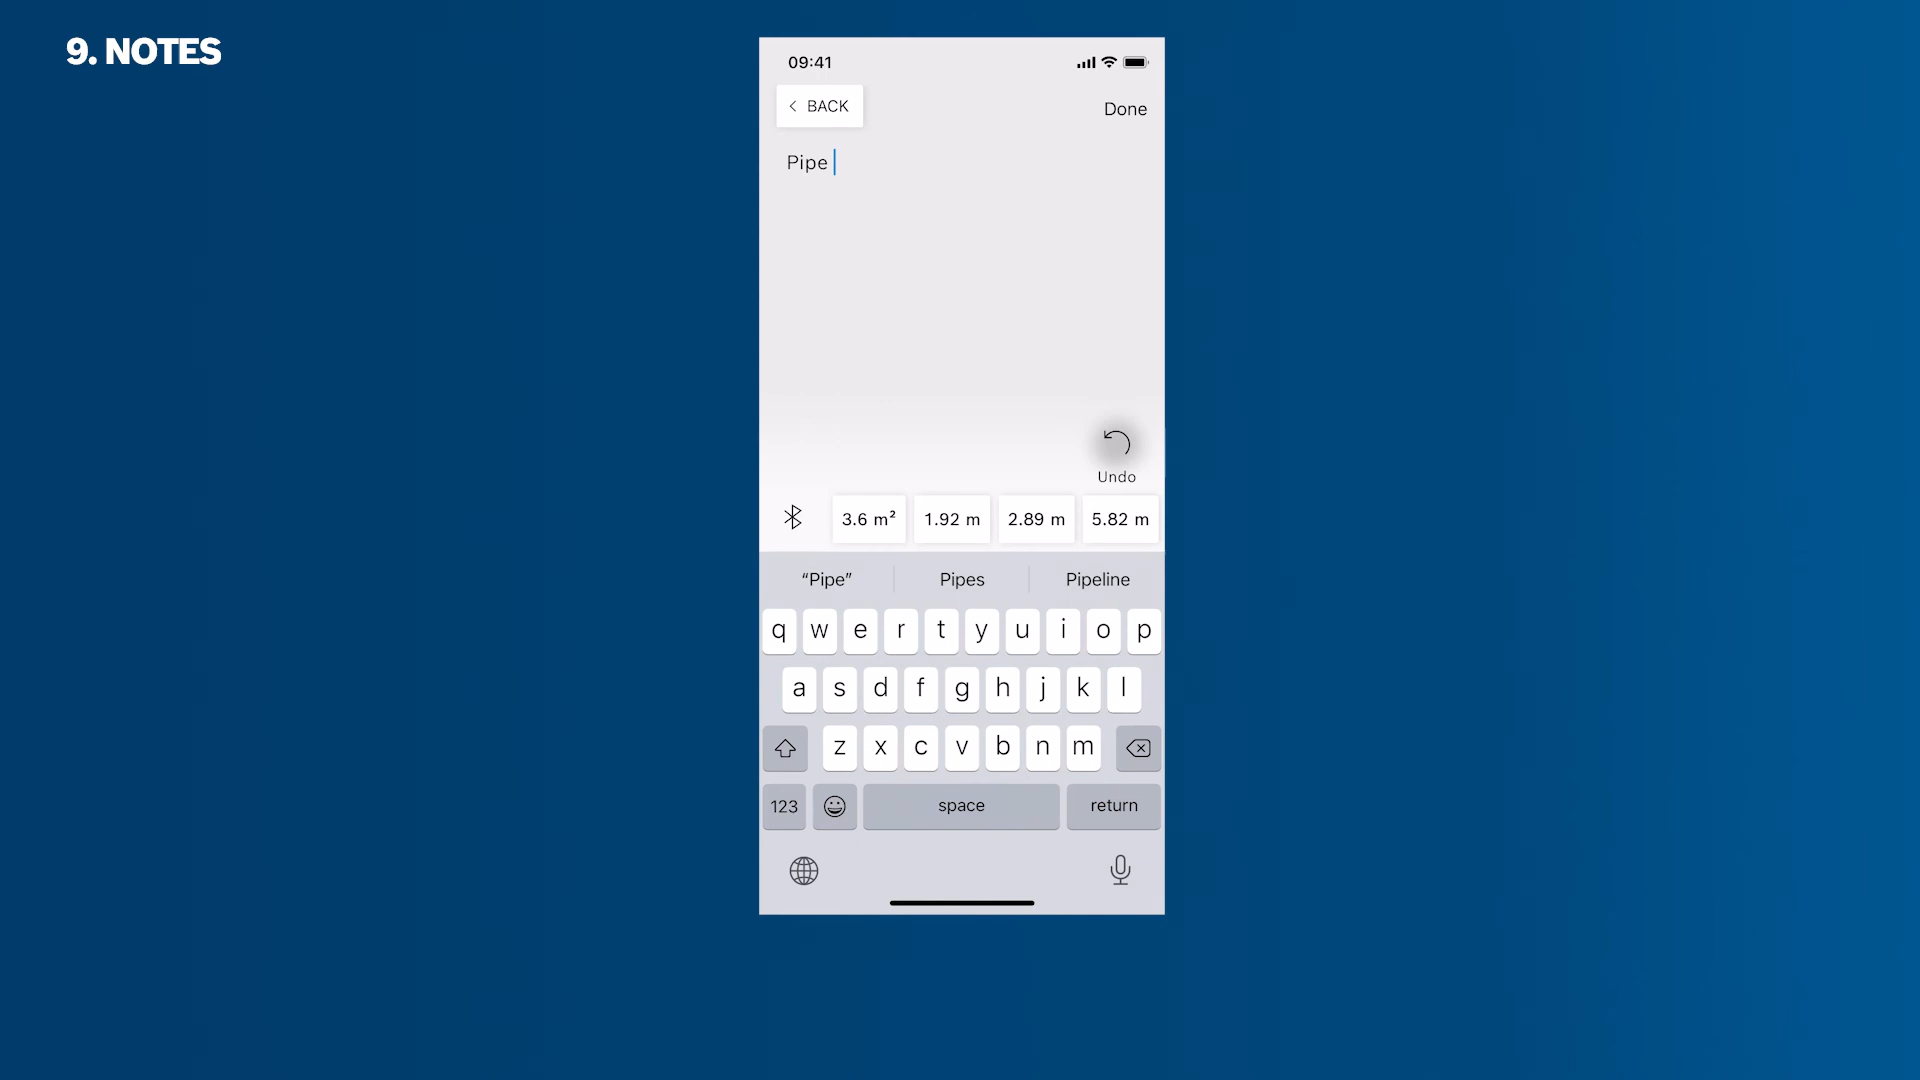 9. NOTES
09:41
BACK
Done
Pipe
Undo
3.6 m² 1.92 m 2.89 m 5.82 m
“Pipe” Pipes Pipeline
q w e r t y u i o p
a s d f g h j k l
z x c v b n m
123 space return